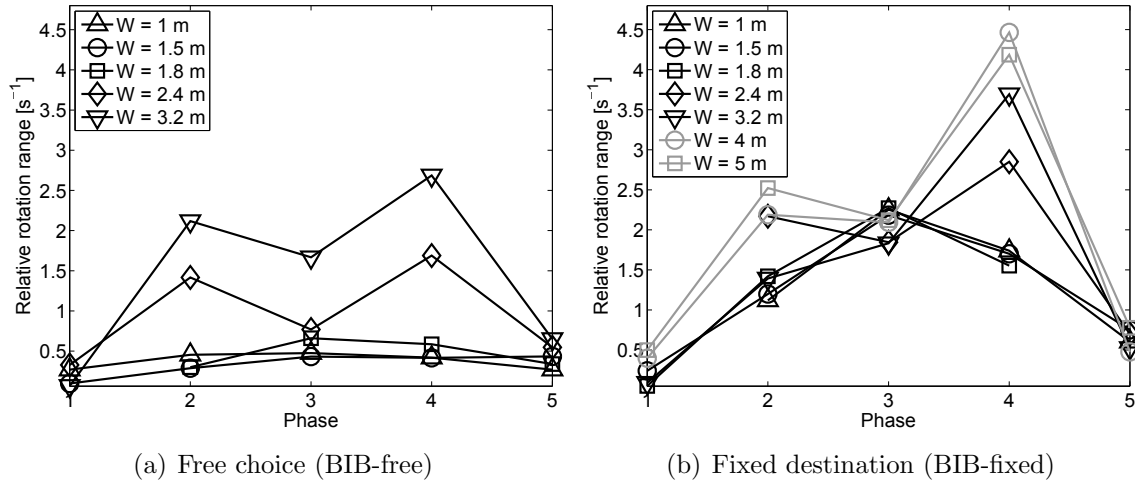 4.5
4
3.5
3
2.5
2
1.5
1
0.5
Relative rotation range [s⁻¹]
W = 1 m
W = 1.5 m
W = 1.8 m
W = 2.4 m
W = 3.2 m
1 2 3 4 5
Phase
(a) Free choice (BIB-free)
4.5
4
3.5
3
2.5
2
1.5
1
0.5
Relative rotation range [s⁻¹]
W = 1 m
W = 1.5 m
W = 1.8 m
W = 2.4 m
W = 3.2 m
W = 4 m
W = 5 m
1 2 3 4 5
Phase
(b) Fixed destination (BIB-fixed)